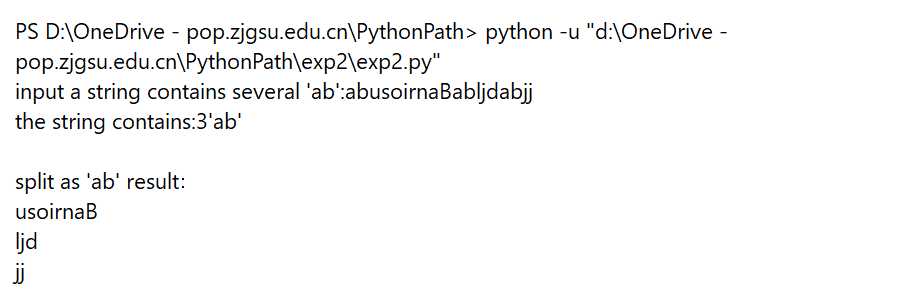 PS D:\OneDrive - pop.zjgsu.edu.cn\PythonPath> python -u "d:\OneDrive -
pop.zjgsu.edu.cn\PythonPath\exp2\exp2.py"
input a string contains several 'ab':abusoirnaBabljdabjj
the string contains:3'ab'

split as 'ab' result:
usoirnaB
ljd
jj